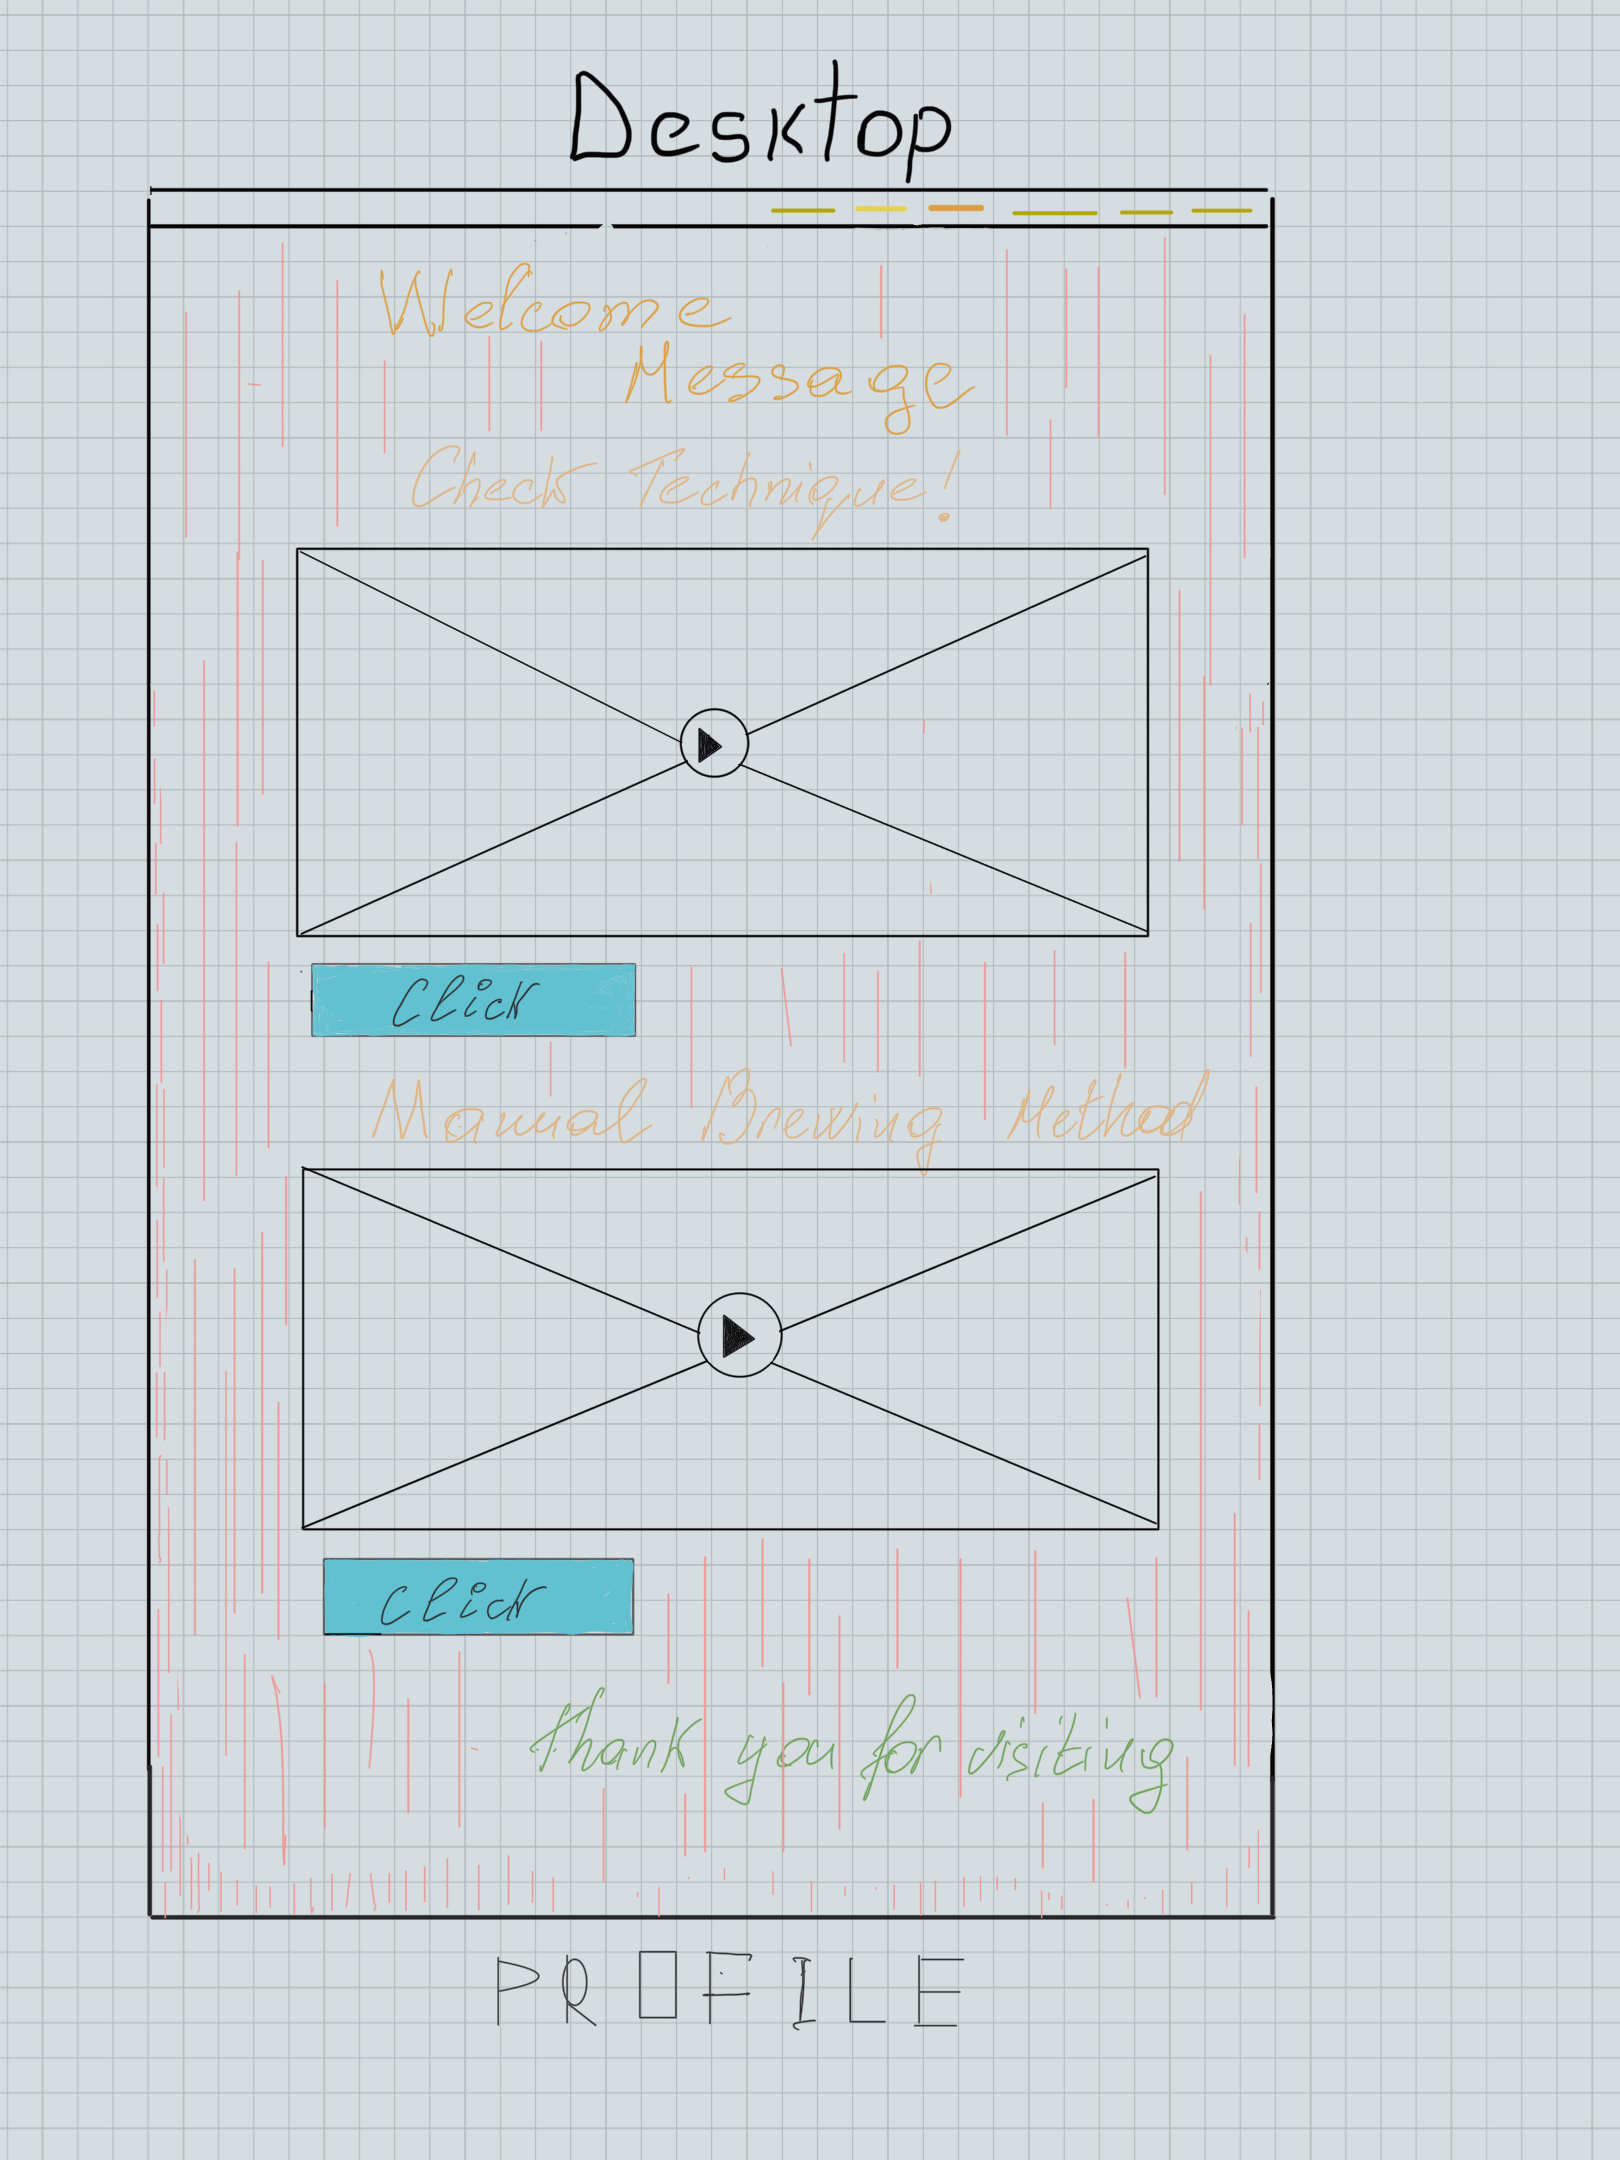 Desktop
Welcome
Message
Check Technique!
Click
Manual Brewing Method
Click
Thank you for visiting
PROFILE